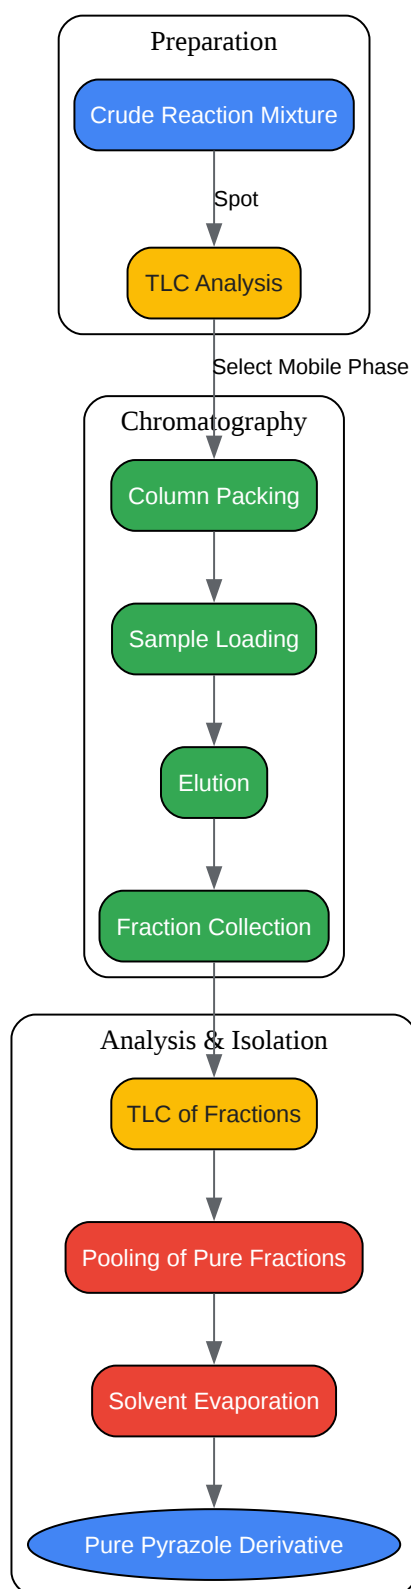 Preparation
Crude Reaction Mixture
Spot
TLC Analysis
Select Mobile Phase
Chromatography
Column Packing
Sample Loading
Elution
Fraction Collection
Analysis & Isolation
TLC of Fractions
Pooling of Pure Fractions
Solvent Evaporation
Pure Pyrazole Derivative